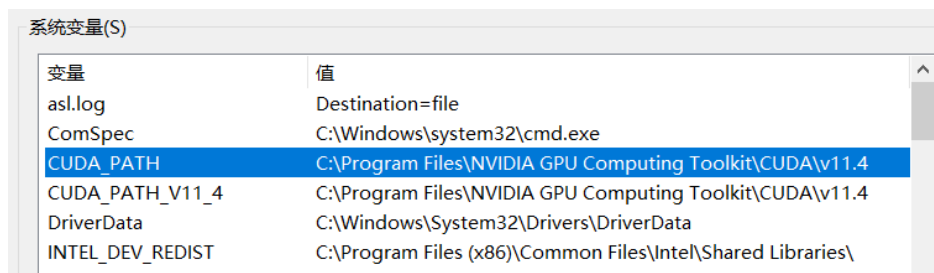 系统变量(S)
变量 值
asl.log Destination=file
ComSpec C:\Windows\system32\cmd.exe
CUDA_PATH C:\Program Files\NVIDIA GPU Computing Toolkit\CUDA\v11.4
CUDA_PATH_V11_4 C:\Program Files\NVIDIA GPU Computing Toolkit\CUDA\v11.4
DriverData C:\Windows\System32\Drivers\DriverData
INTEL_DEV_REDIST C:\Program Files (x86)\Common Files\Intel\Shared Libraries\